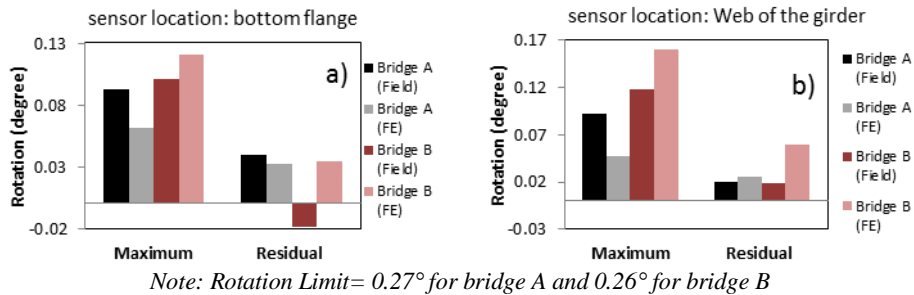 sensor location: bottom flange
Rotation (degree)
0.13
0.08
0.03
-0.02
a)
Bridge A
(Field)
Bridge A
(FE)
Bridge B
(Field)
Bridge B
(FE)
Maximum
Residual
sensor location: Web of the girder
Rotation (degree)
0.17
0.12
0.07
0.02
-0.03
b)
Bridge A
(Field)
Bridge A
(FE)
Bridge B
(Field)
Bridge B
(FE)
Maximum
Residual
Note: Rotation Limit= 0.27° for bridge A and 0.26° for bridge B